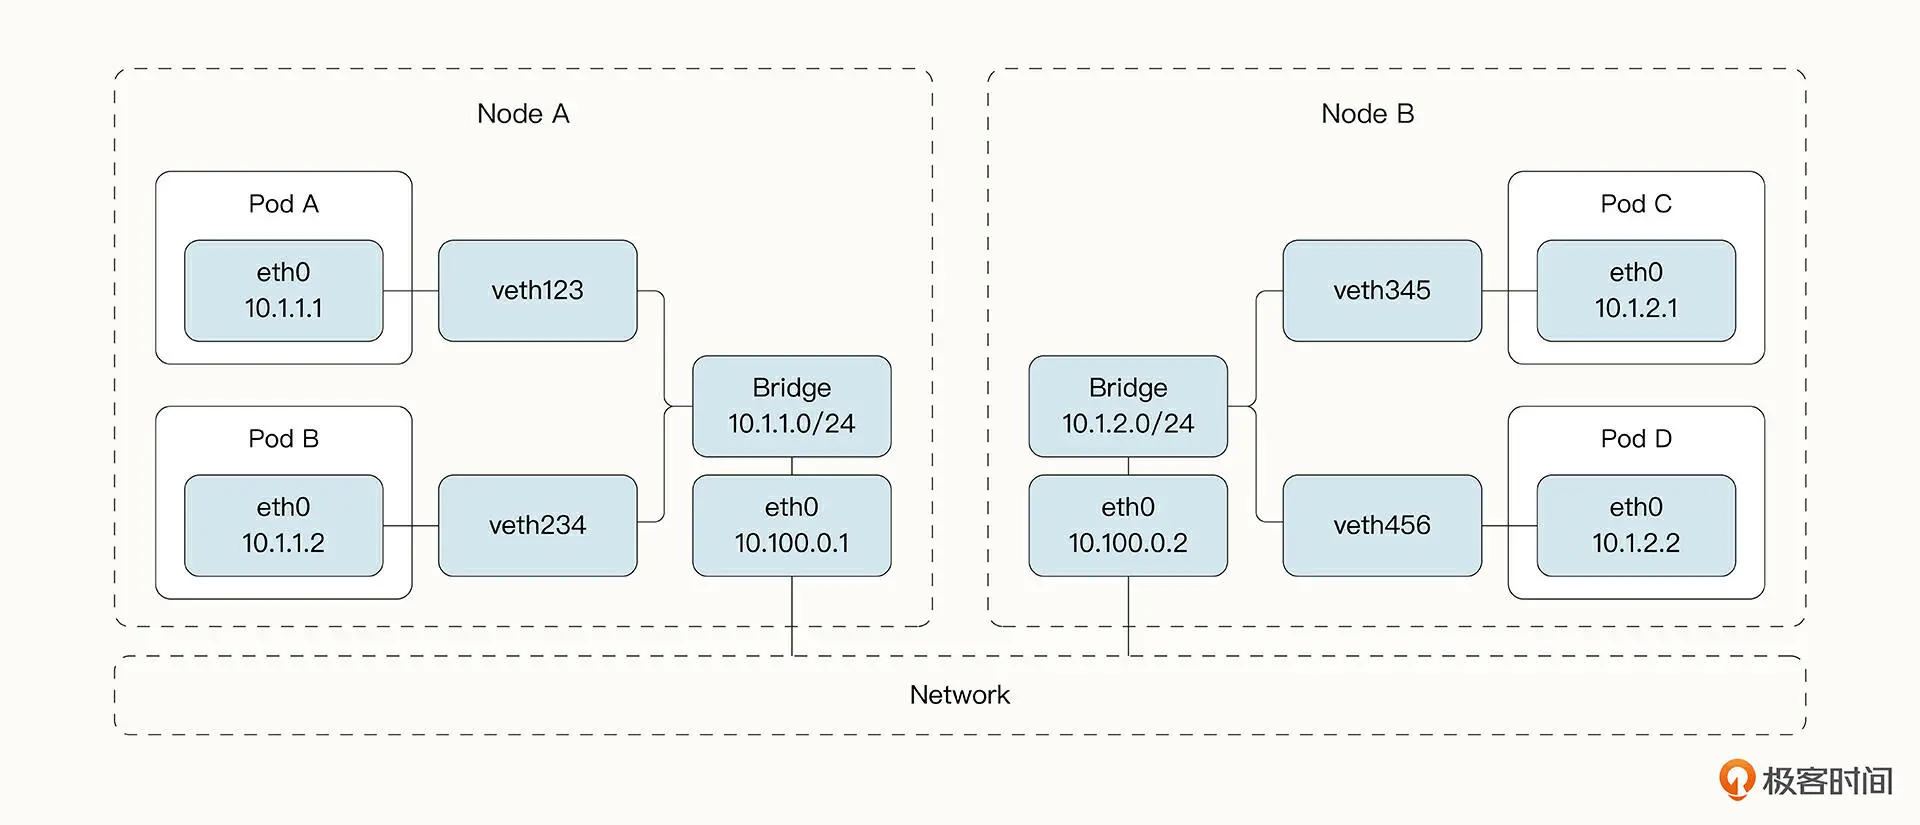 Node A
Pod A
eth0
10.1.1.1
veth123
Pod B
eth0
10.1.1.2
veth234
Bridge
10.1.1.0/24
eth0
10.100.0.1
Node B
Bridge
10.1.2.0/24
eth0
10.100.0.2
veth345
Pod C
eth0
10.1.2.1
veth456
Pod D
eth0
10.1.2.2
Network
极客时间